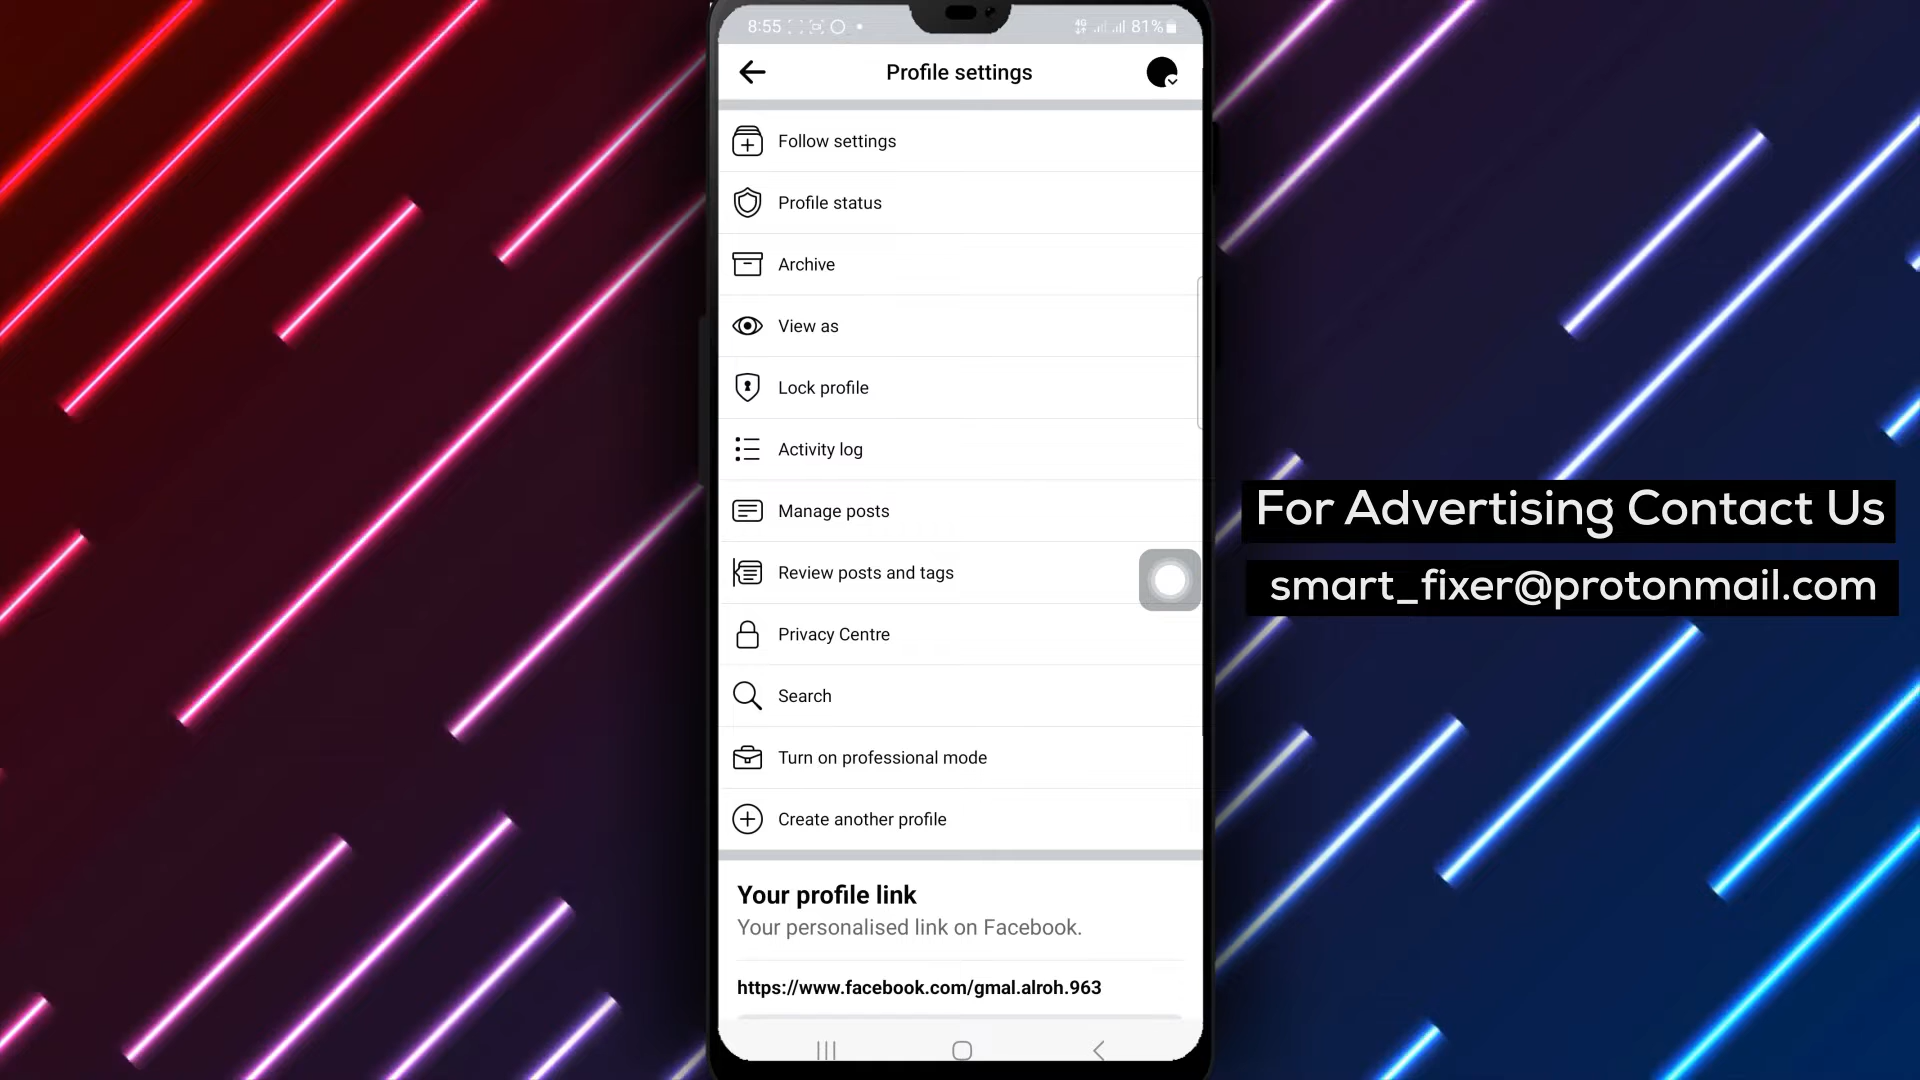 8:55
4G 81%
Profile settings
Follow settings
Profile status
Archive
View as
Lock profile
Activity log
Manage posts
Review posts and tags
Privacy Centre
Search
Turn on professional mode
Create another profile
Your profile link
Your personalised link on Facebook.
https://www.facebook.com/gmal.alroh.963
For Advertising Contact Us
smart_fixer@protonmail.com